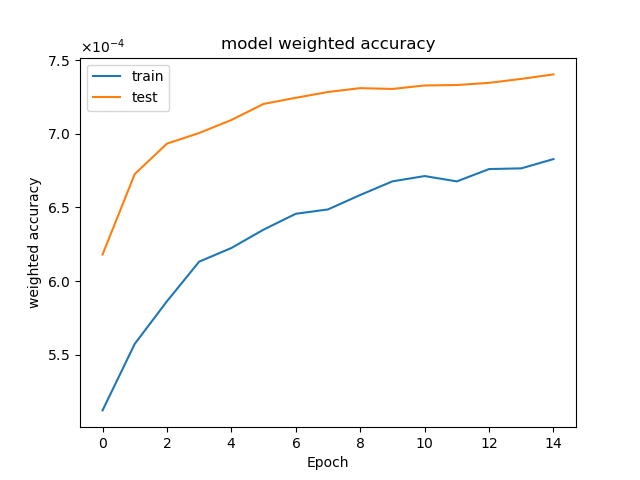 model weighted accuracy
×10⁻⁴
7.5
7.0
6.5
6.0
5.5
weighted accuracy
train
test
0 2 4 6 8 10 12 14
Epoch